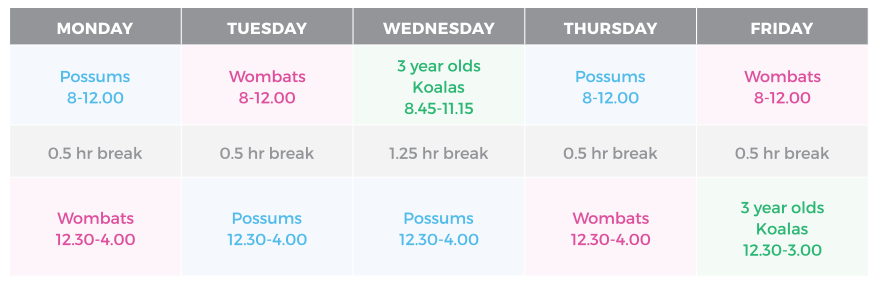 MONDAY TUESDAY WEDNESDAY THURSDAY FRIDAY
Possums
8-12.00
Wombats
8-12.00
3 year olds
Koalas
8.45-11.15
Possums
8-12.00
Wombats
8-12.00
0.5 hr break
0.5 hr break
1.25 hr break
0.5 hr break
0.5 hr break
Wombats
12.30-4.00
Possums
12.30-4.00
Possums
12.30-4.00
Wombats
12.30-4.00
3 year olds
Koalas
12.30-3.00